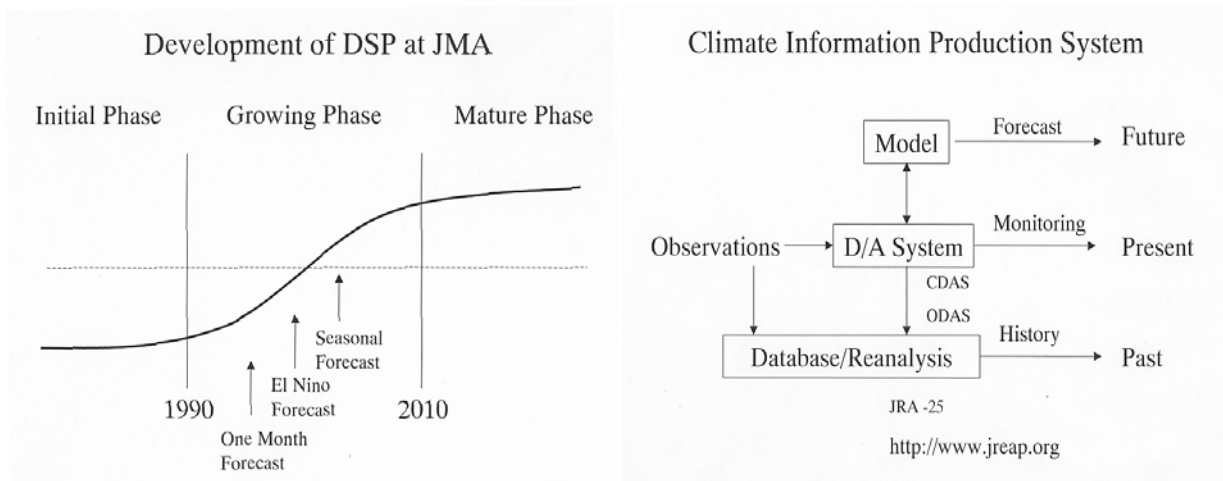 Development of DSP at JMA
Initial Phase
Growing Phase
Mature Phase
Seasonal
Forecast
El Nino
Forecast
1990
2010
One Month
Forecast
Climate Information Production System
Forecast
Model
Future
Monitoring
Observations
D/A System
Present
CDAS
ODAS
History
Database/Reanalysis
Past
JRA -25
http://www.jreap.org